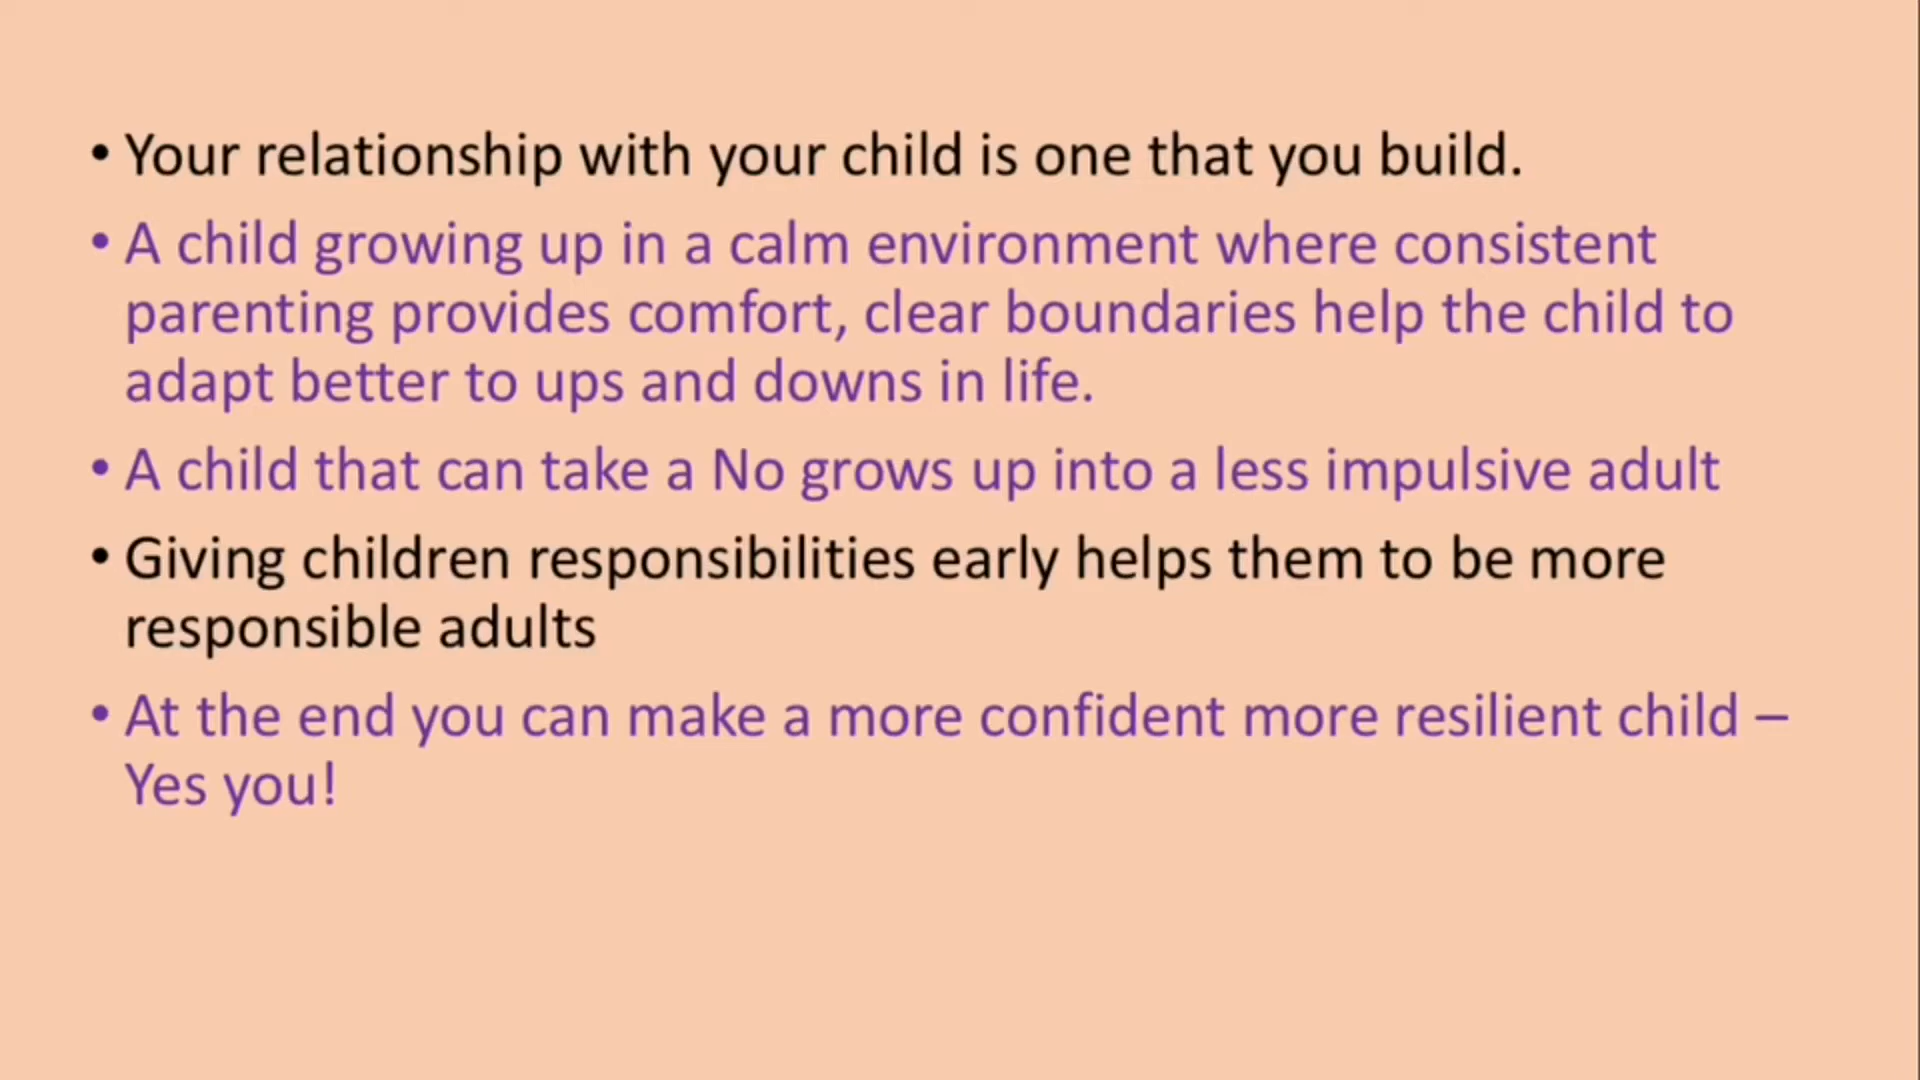 • Your relationship with your child is one that you build.
• A child growing up in a calm environment where consistent
parenting provides comfort, clear boundaries help the child to
adapt better to ups and downs in life.
• A child that can take a No grows up into a less impulsive adult
• Giving children responsibilities early helps them to be more
responsible adults
• At the end you can make a more confident more resilient child –
Yes you!